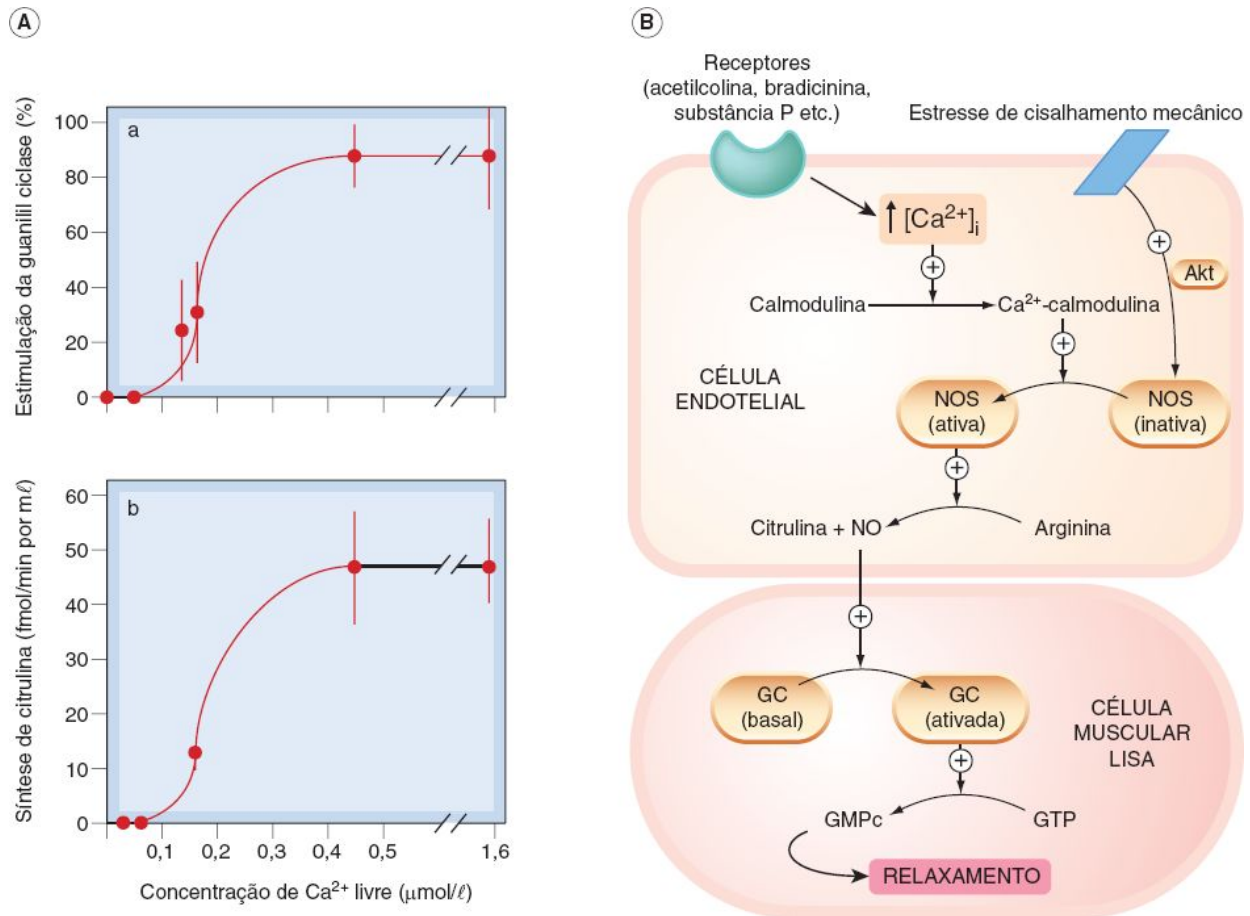 A
Estimulação da guanilil ciclase (%)
a
100
80
60
40
20
0
Síntese de citrulina (fmol/min por mℓ)
b
60
50
40
30
20
10
0
0,1
0,2
0,3
0,4
0,5
1,6
Concentração de Ca²⁺ livre (μmol/ℓ)
B
Receptores
(acetilcolina, bradicinina,
substância P etc.)
Estresse de cisalhamento mecânico
↑ [Ca²⁺]i
+
+
Akt
Calmodulina
Ca²⁺-calmodulina
+
CÉLULA
ENDOTELIAL
NOS
(ativa)
NOS
(inativa)
+
Citrulina + NO
Arginina
+
GC
(basal)
GC
(ativada)
CÉLULA
MUSCULAR
LISA
+
GMPc
GTP
RELAXAMENTO